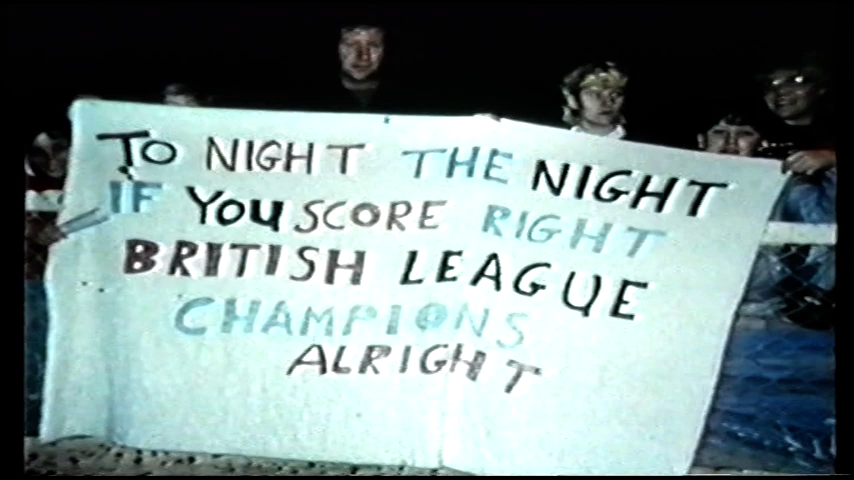 TO NIGHT THE NIGHT
IF YOU SCORE RIGHT
BRITISH LEAGUE
CHAMPIONS
ALRIGHT